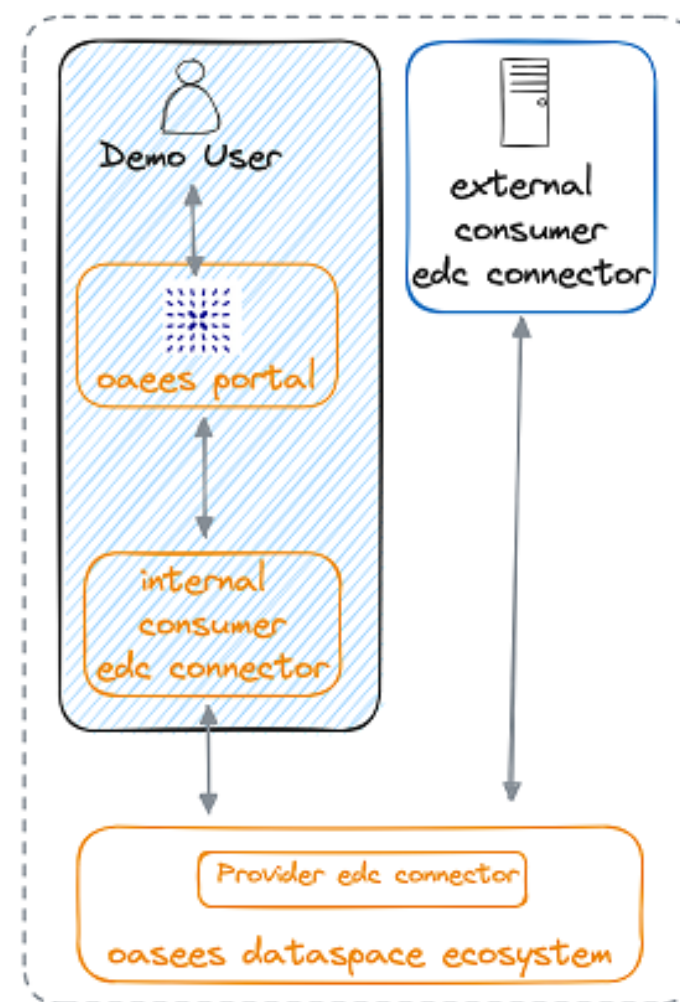 Demo User
oaees portal
internal
consumer
edc connector
external
consumer
edc connector
Provider edc connector
oasees dataspace ecosystem